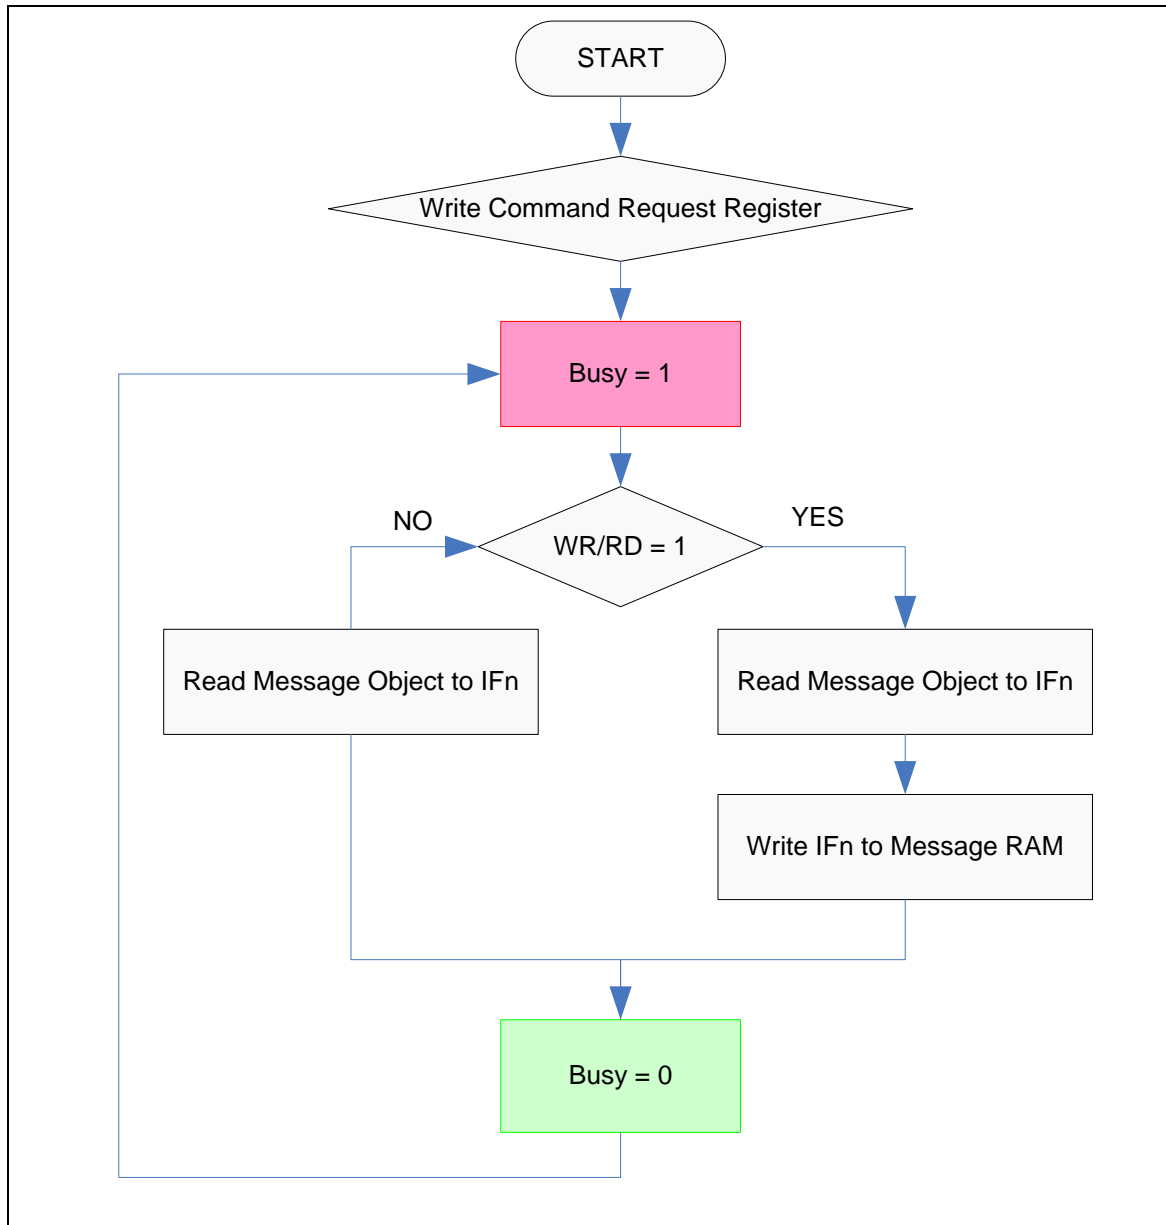 START
Write Command Request Register
Busy = 1
NO
YES
WR/RD = 1
Read Message Object to IFn
Read Message Object to IFn
Write IFn to Message RAM
Busy = 0